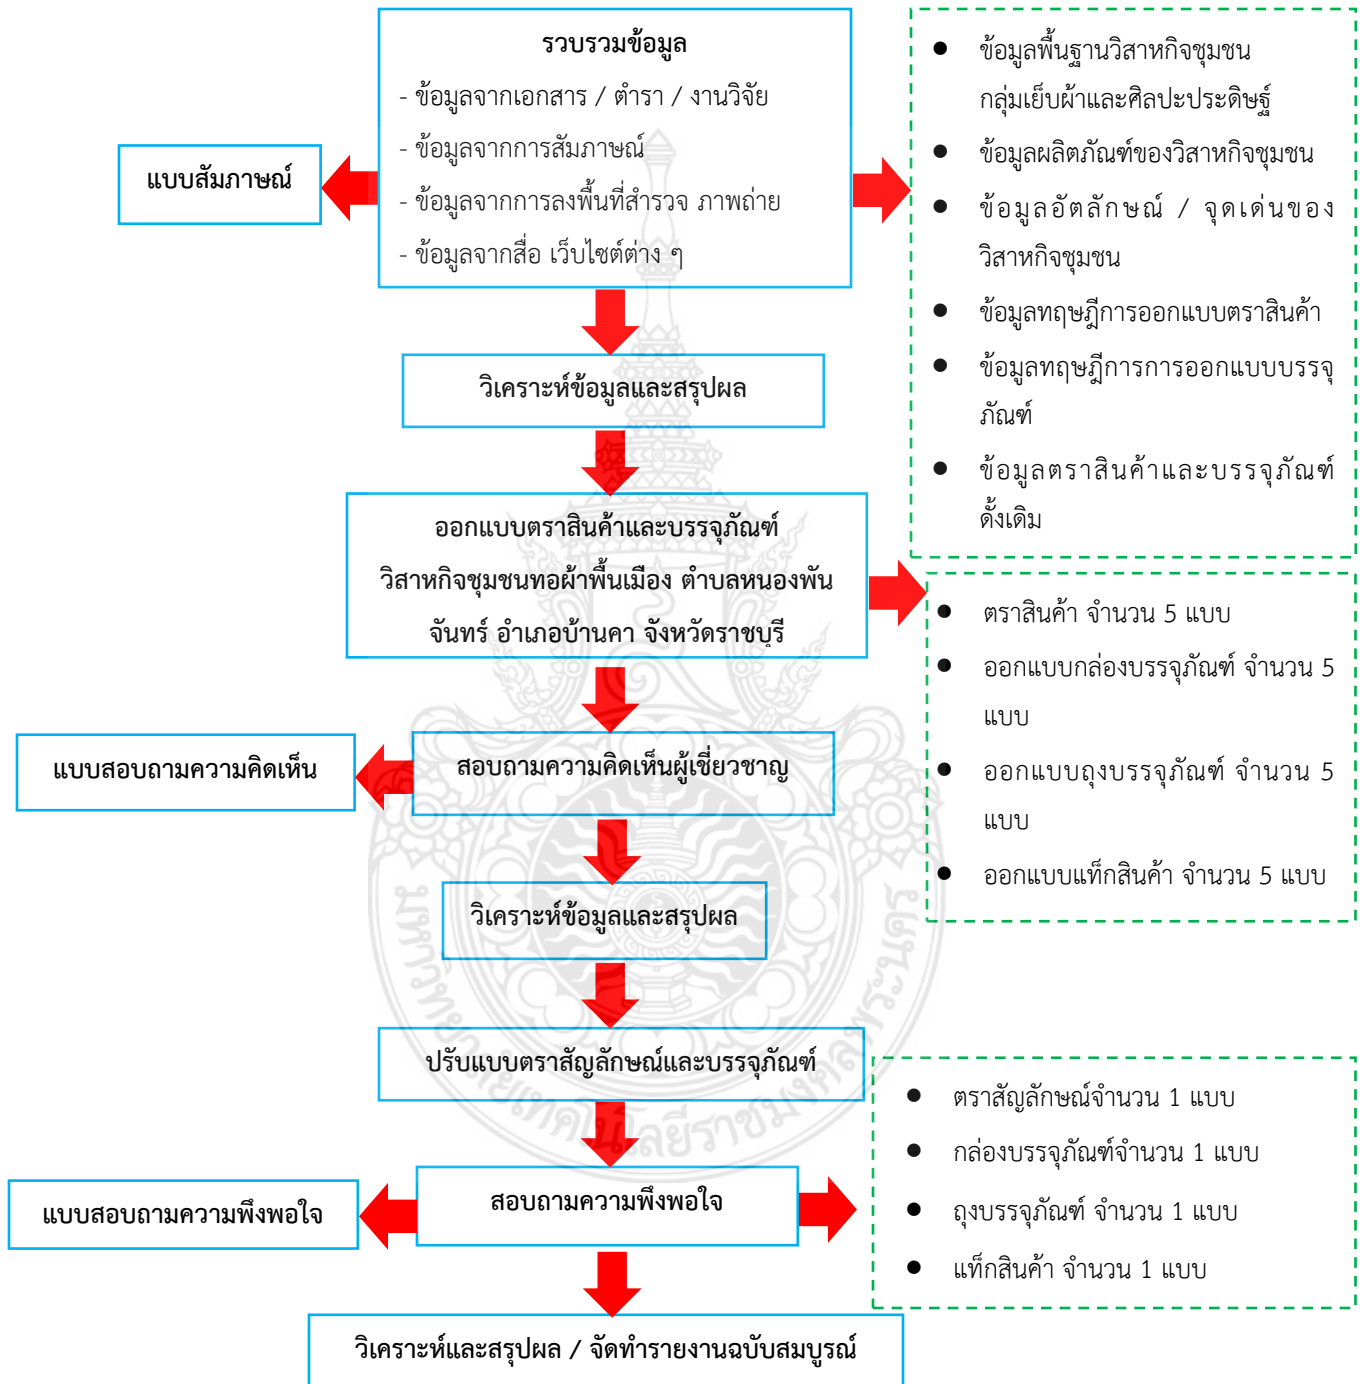 รวบรวมข้อมูล
- ข้อมูลจากเอกสาร / ตำรา / งานวิจัย
- ข้อมูลจากการสัมภาษณ์
- ข้อมูลจากการลงพื้นที่สำรวจ ภาพถ่าย
- ข้อมูลจากสื่อ เว็บไซต์ต่าง ๆ
แบบสัมภาษณ์
● ข้อมูลพื้นฐานวิสาหกิจชุมชน
กลุ่มเย็บผ้าและศิลปะประดิษฐ์
● ข้อมูลผลิตภัณฑ์ของวิสาหกิจชุมชน
● ข้อมูลอัตลักษณ์ / จุดเด่นของ
วิสาหกิจชุมชน
● ข้อมูลทฤษฎีการออกแบบตราสินค้า
● ข้อมูลทฤษฎีการการออกแบบบรรจุ
ภัณฑ์
● ข้อมูลตราสินค้าและบรรจุภัณฑ์
ดั้งเดิม
วิเคราะห์ข้อมูลและสรุปผล
ออกแบบตราสินค้าและบรรจุภัณฑ์
วิสาหกิจชุมชนทอผ้าพื้นเมือง ตำบลหนองพัน
จันทร์ อำเภอบ้านคา จังหวัดราชบุรี
● ตราสินค้า จำนวน 5 แบบ
● ออกแบบกล่องบรรจุภัณฑ์ จำนวน 5
แบบ
● ออกแบบถุงบรรจุภัณฑ์ จำนวน 5
แบบ
● ออกแบบแท็กสินค้า จำนวน 5 แบบ
สอบถามความคิดเห็นผู้เชี่ยวชาญ
แบบสอบถามความคิดเห็น
วิเคราะห์ข้อมูลและสรุปผล
ปรับแบบตราสัญลักษณ์และบรรจุภัณฑ์
สอบถามความพึงพอใจ
แบบสอบถามความพึงพอใจ
● ตราสัญลักษณ์จำนวน 1 แบบ
● กล่องบรรจุภัณฑ์จำนวน 1 แบบ
● ถุงบรรจุภัณฑ์ จำนวน 1 แบบ
● แท็กสินค้า จำนวน 1 แบบ
วิเคราะห์และสรุปผล / จัดทำรายงานฉบับสมบูรณ์
มหาวิทยาลัยเทคโนโลยีราชมงคลพระนคร